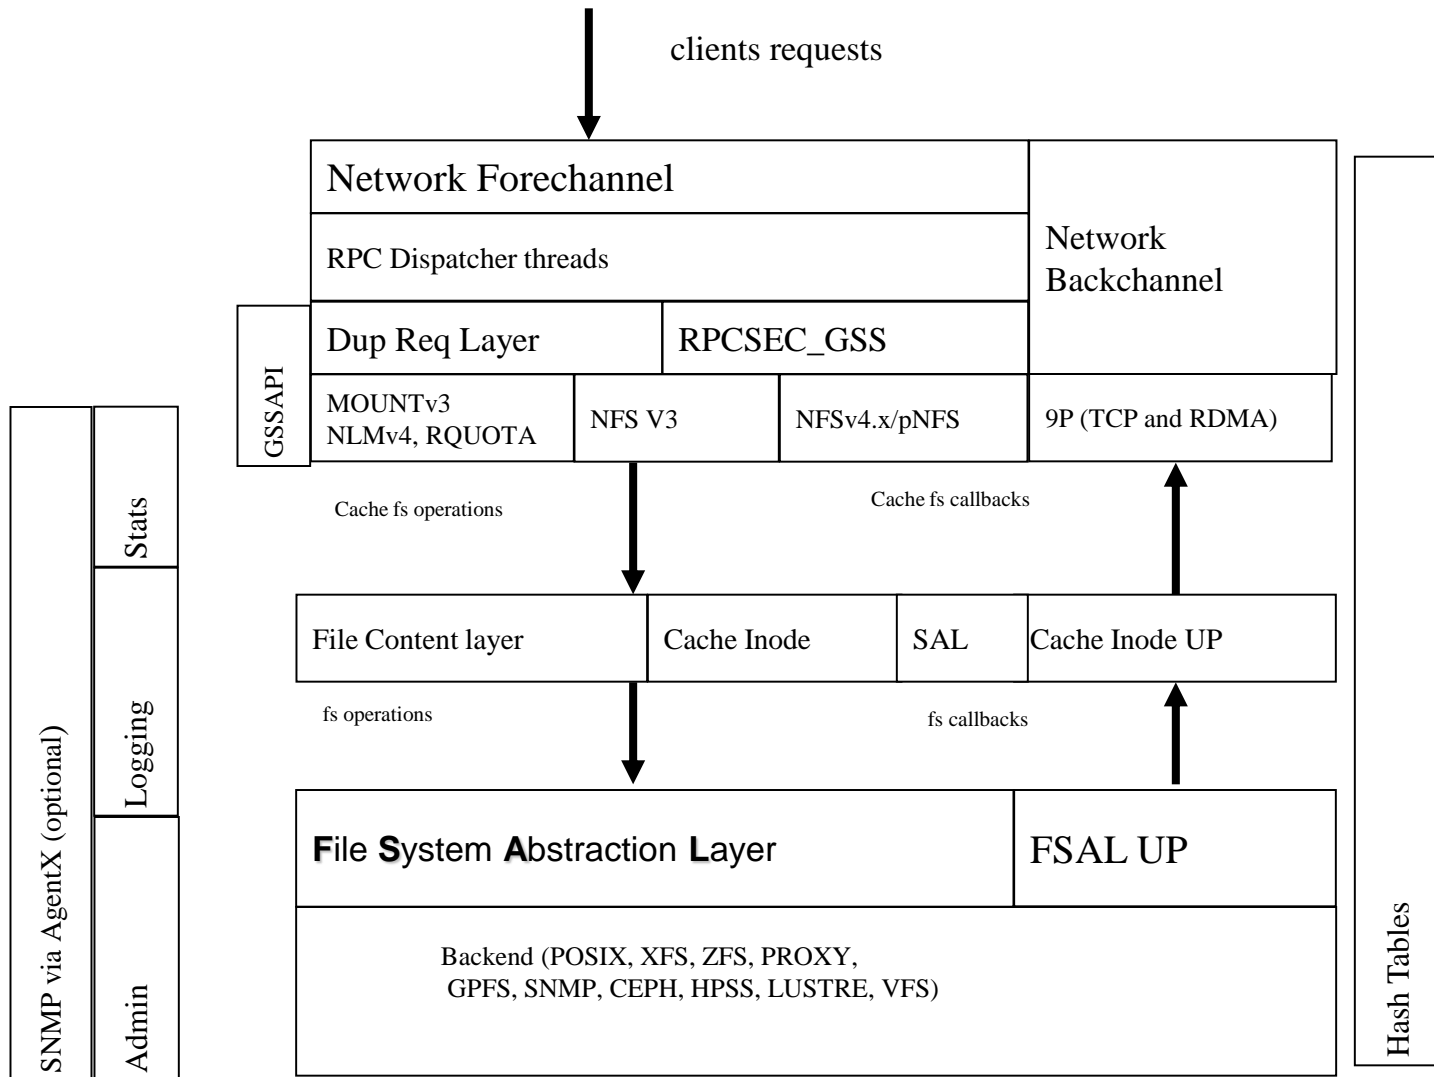 clients requests
Network Forechannel
RPC Dispatcher threads
Network
Backchannel
Dup Req Layer
RPCSEC_GSS
GSSAPI
MOUNTv3
NLMv4, RQUOTA
NFS V3
NFSv4.x/pNFS
9P (TCP and RDMA)
Cache fs operations
Cache fs callbacks
File Content layer
Cache Inode
SAL
Cache Inode UP
fs operations
fs callbacks
File System Abstraction Layer
FSAL UP
Backend (POSIX, XFS, ZFS, PROXY,
GPFS, SNMP, CEPH, HPSS, LUSTRE, VFS)
SNMP via AgentX (optional)
Stats
Logging
Admin
Hash Tables